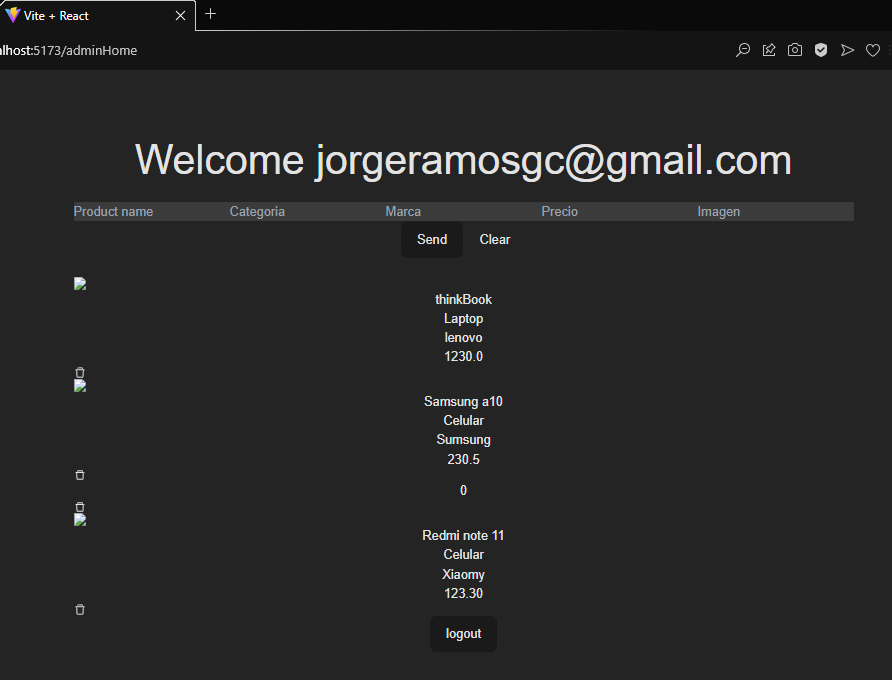 Vite + React
lhost:5173/adminHome
Welcome jorgeramosgc@gmail.com
Product name Categoria Marca Precio Imagen
Send Clear
thinkBook
Laptop
lenovo
1230.0
Samsung a10
Celular
Sumsung
230.5
0
Redmi note 11
Celular
Xiaomy
123.30
logout